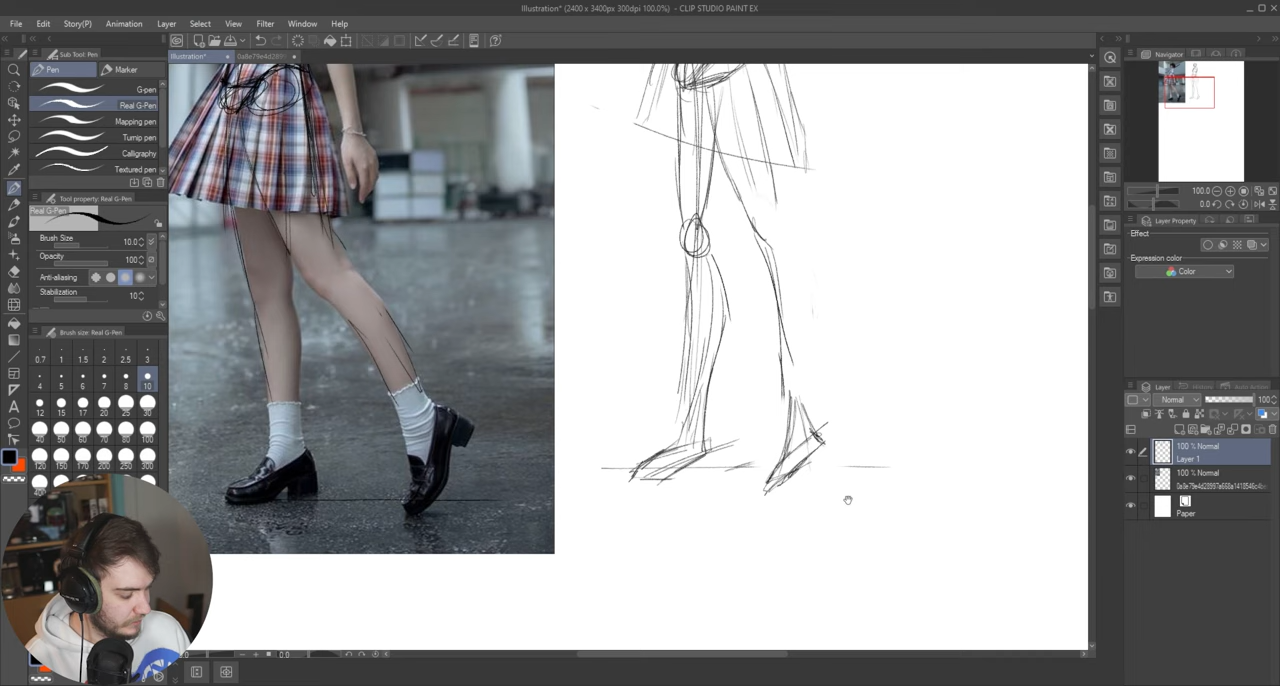 Illustration* (2400 x 3400px 300dpi 100.0%) - CLIP STUDIO PAINT EX
File Edit Story(P) Animation Layer Select View Filter Window Help
Sub Tool: Pen
Illustration*
Pen Marker
G-pen
Real G-Pen
Mapping pen
Turnip pen
Calligraphy
Textured pen
Tool property: Real G-Pen
Real G-Pen
Brush Size 10.0
Opacity 100
Anti-aliasing
Stabilization 10
Brush size: Real G-Pen
0.7 1 1.5 2 2.5 3
4 5 6 7 8 10
12 15 17 20 25 30
40 50 60 70 80 100
120 150 170 200 250 300
Navigator
100.0
0.0
Layer Property
Effect
Expression color
Color
Layer
Normal 100
100 % Normal
Layer 1
100 % Normal
Paper